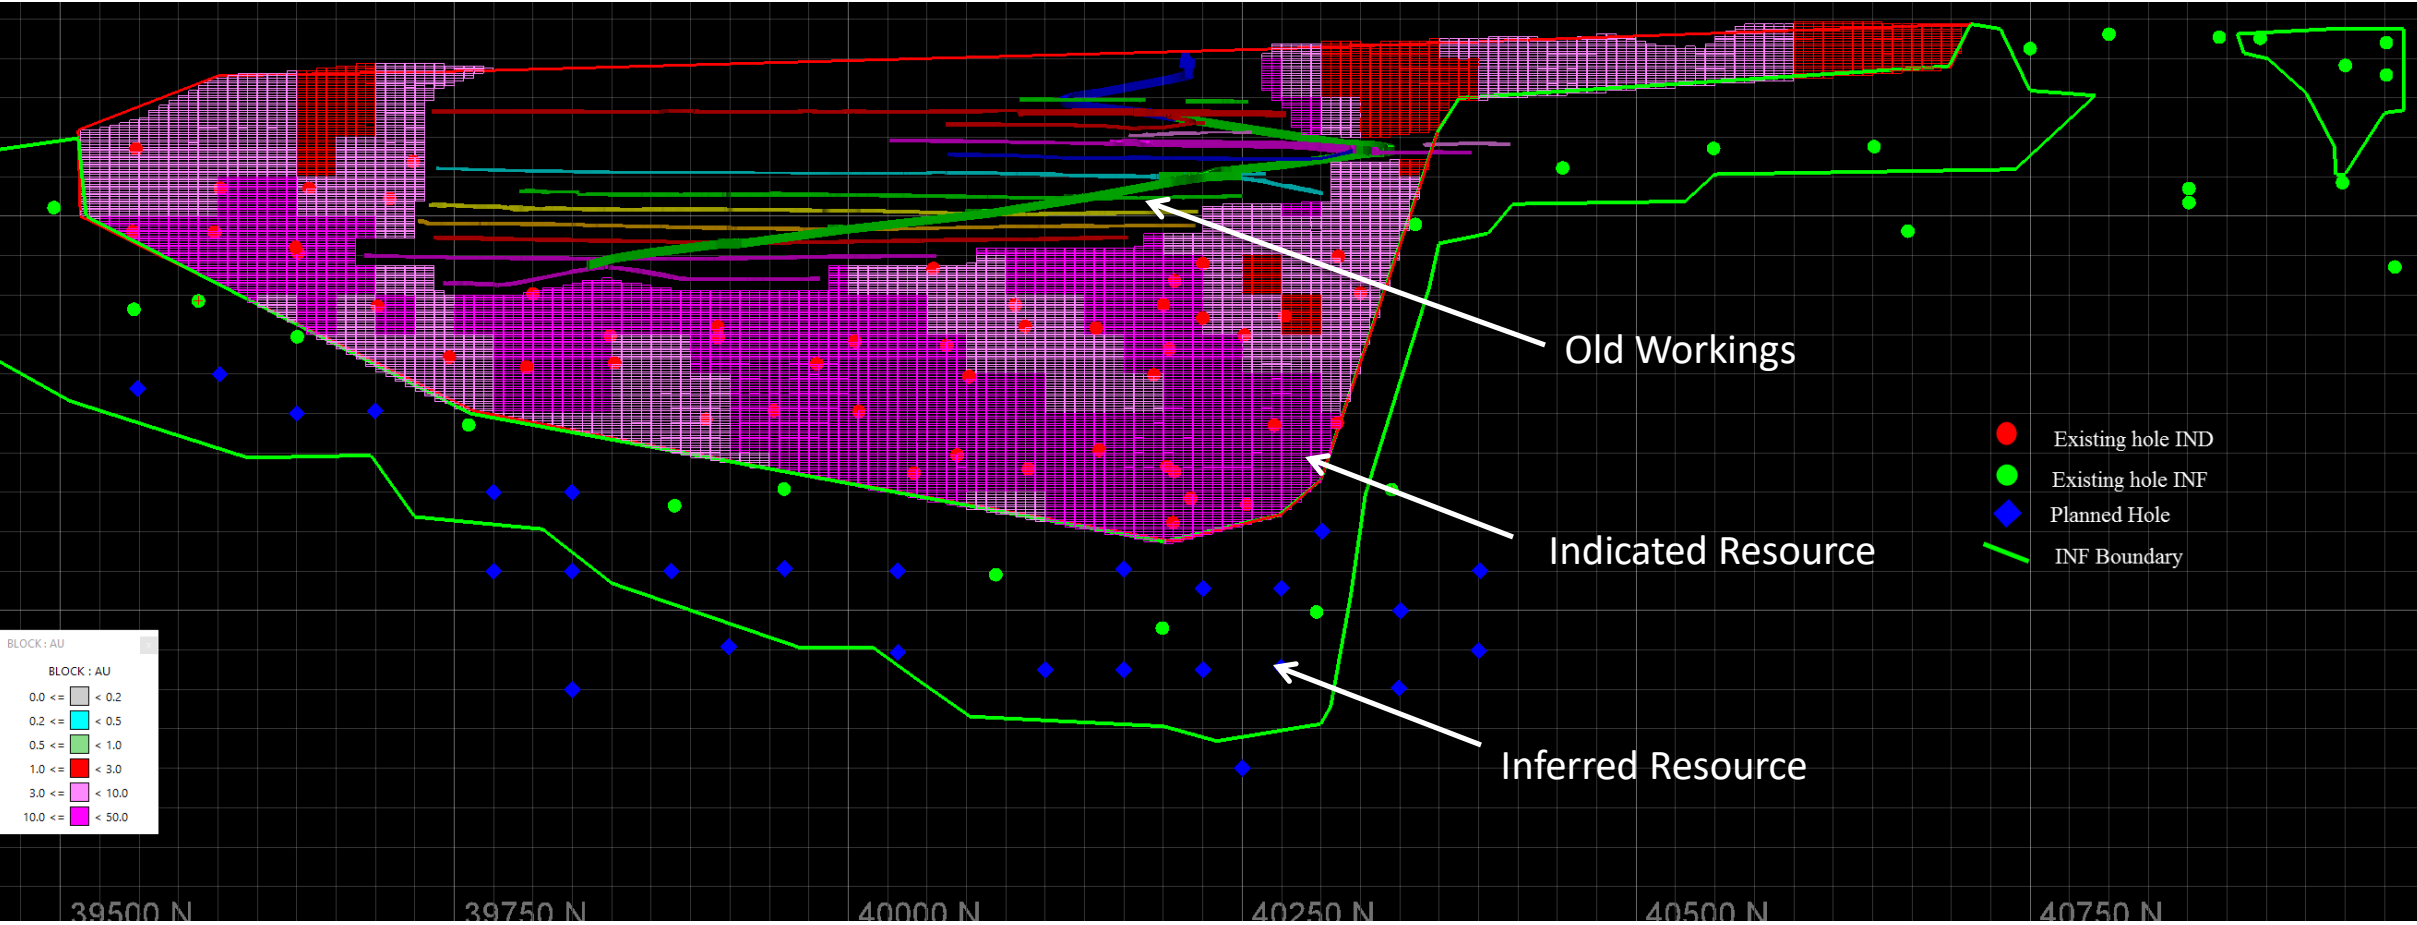 Old Workings
Existing hole IND
Existing hole INF
Planned Hole
Indicated Resource
INF Boundary
BLOCK : AU
BLOCK : AU
0.0 <= < 0.2
0.2 <= < 0.5
0.5 <= < 1.0
1.0 <= < 3.0
3.0 <= < 10.0
10.0 <= < 50.0
Inferred Resource
39500 N 39750 N 40000 N 40250 N 40500 N 40750 N